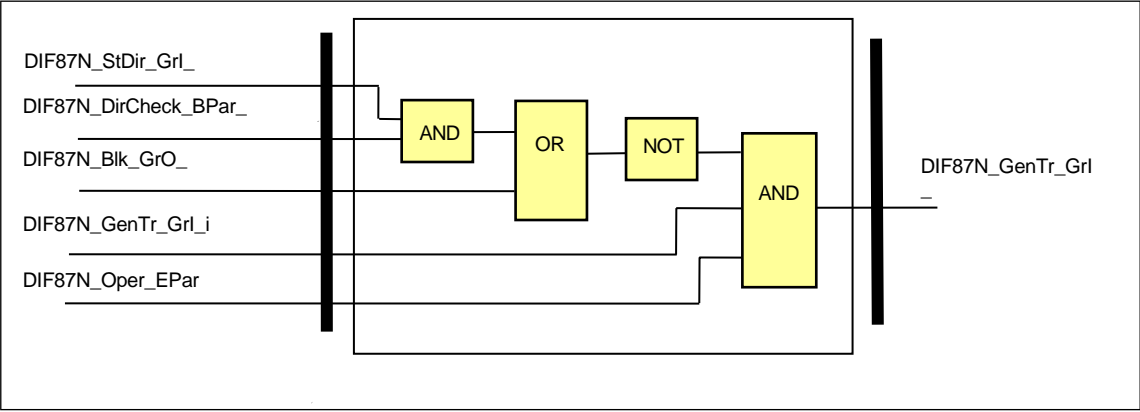 DIF87N_StDir_GrI_
DIF87N_DirCheck_BPar_
DIF87N_Blk_GrO_
DIF87N_GenTr_GrI_i
DIF87N_Oper_EPar
AND
OR
NOT
AND
DIF87N_GenTr_GrI
_